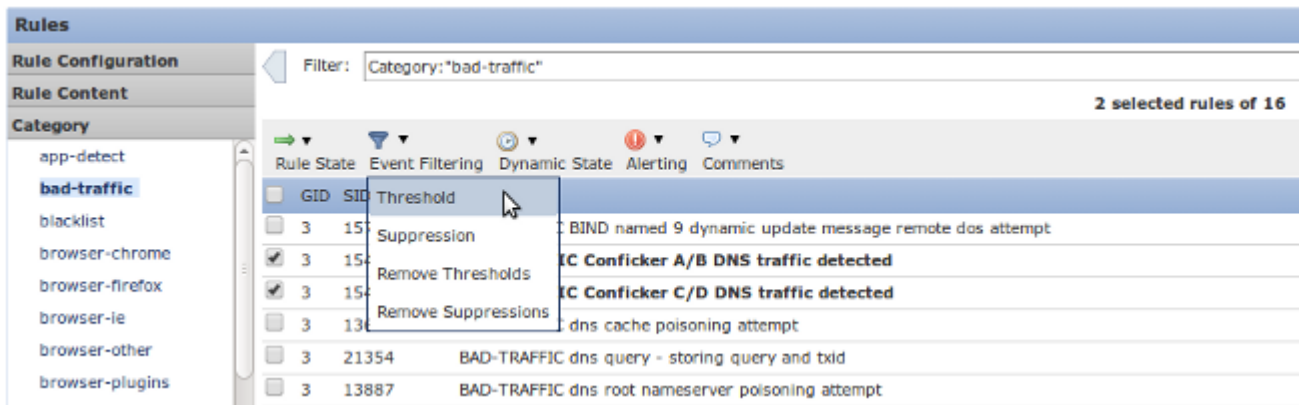 Rules
Rule Configuration
Rule Content
Category
app-detect
bad-traffic
blacklist
browser-chrome
browser-firefox
browser-ie
browser-other
browser-plugins
Filter: Category:"bad-traffic"
2 selected rules of 16
Rule State Event Filtering Dynamic State Alerting Comments
GID SID
Threshold
Suppression
Remove Thresholds
Remove Suppressions
3 BIND named 9 dynamic update message remote dos attempt
3 Conficker A/B DNS traffic detected
3 Conficker C/D DNS traffic detected
3 dns cache poisoning attempt
3 21354 BAD-TRAFFIC dns query - storing query and txid
3 13887 BAD-TRAFFIC dns root nameserver poisoning attempt